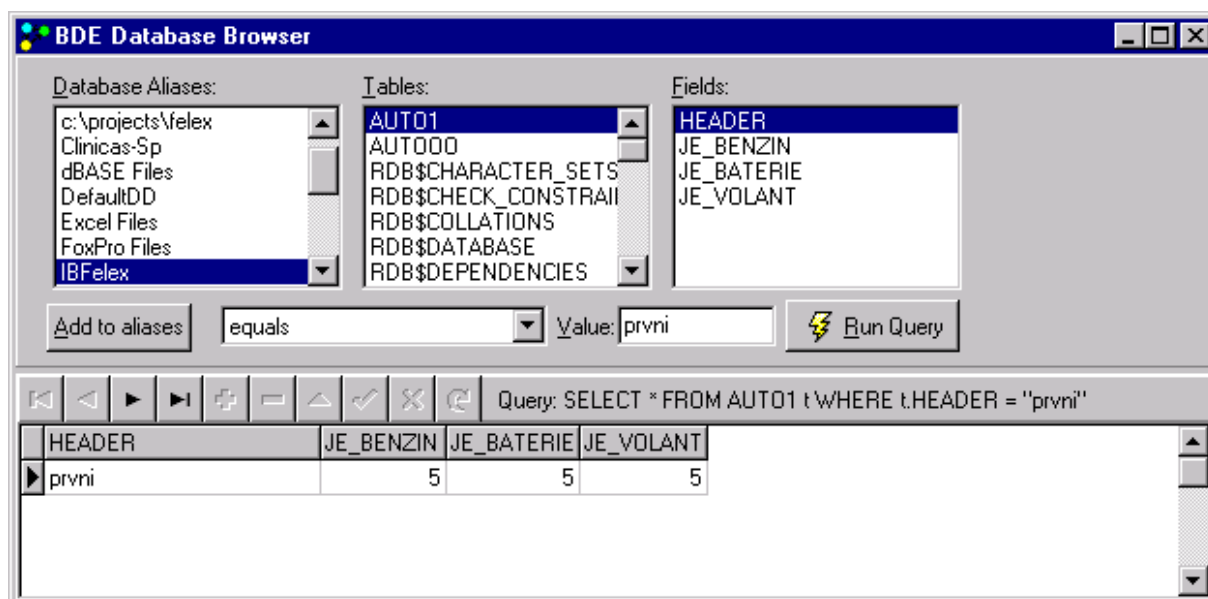 BDE Database Browser
Database Aliases:
c:\projects\felex
Clinicas-Sp
dBASE Files
DefaultDD
Excel Files
FoxPro Files
IBFelex
Tables:
AUTO1
AUTOOO
RDB$CHARACTER_SETS
RDB$CHECK_CONSTRAI
RDB$COLLATIONS
RDB$DATABASE
RDB$DEPENDENCIES
Fields:
HEADER
JE_BENZIN
JE_BATERIE
JE_VOLANT
Add to aliases equals Value: prvni Run Query
Query: SELECT * FROM AUTO1 t WHERE t.HEADER = "prvni"
HEADER JE_BENZIN JE_BATERIE JE_VOLANT
prvni 5 5 5